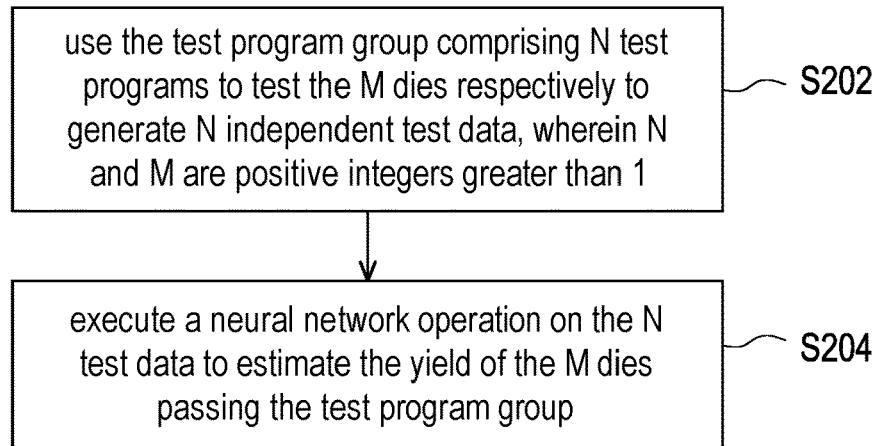 use the test program group comprising N test
programs to test the M dies respectively to
generate N independent test data, wherein N
and M are positive integers greater than 1
S202
execute a neural network operation on the N
test data to estimate the yield of the M dies
passing the test program group
S204